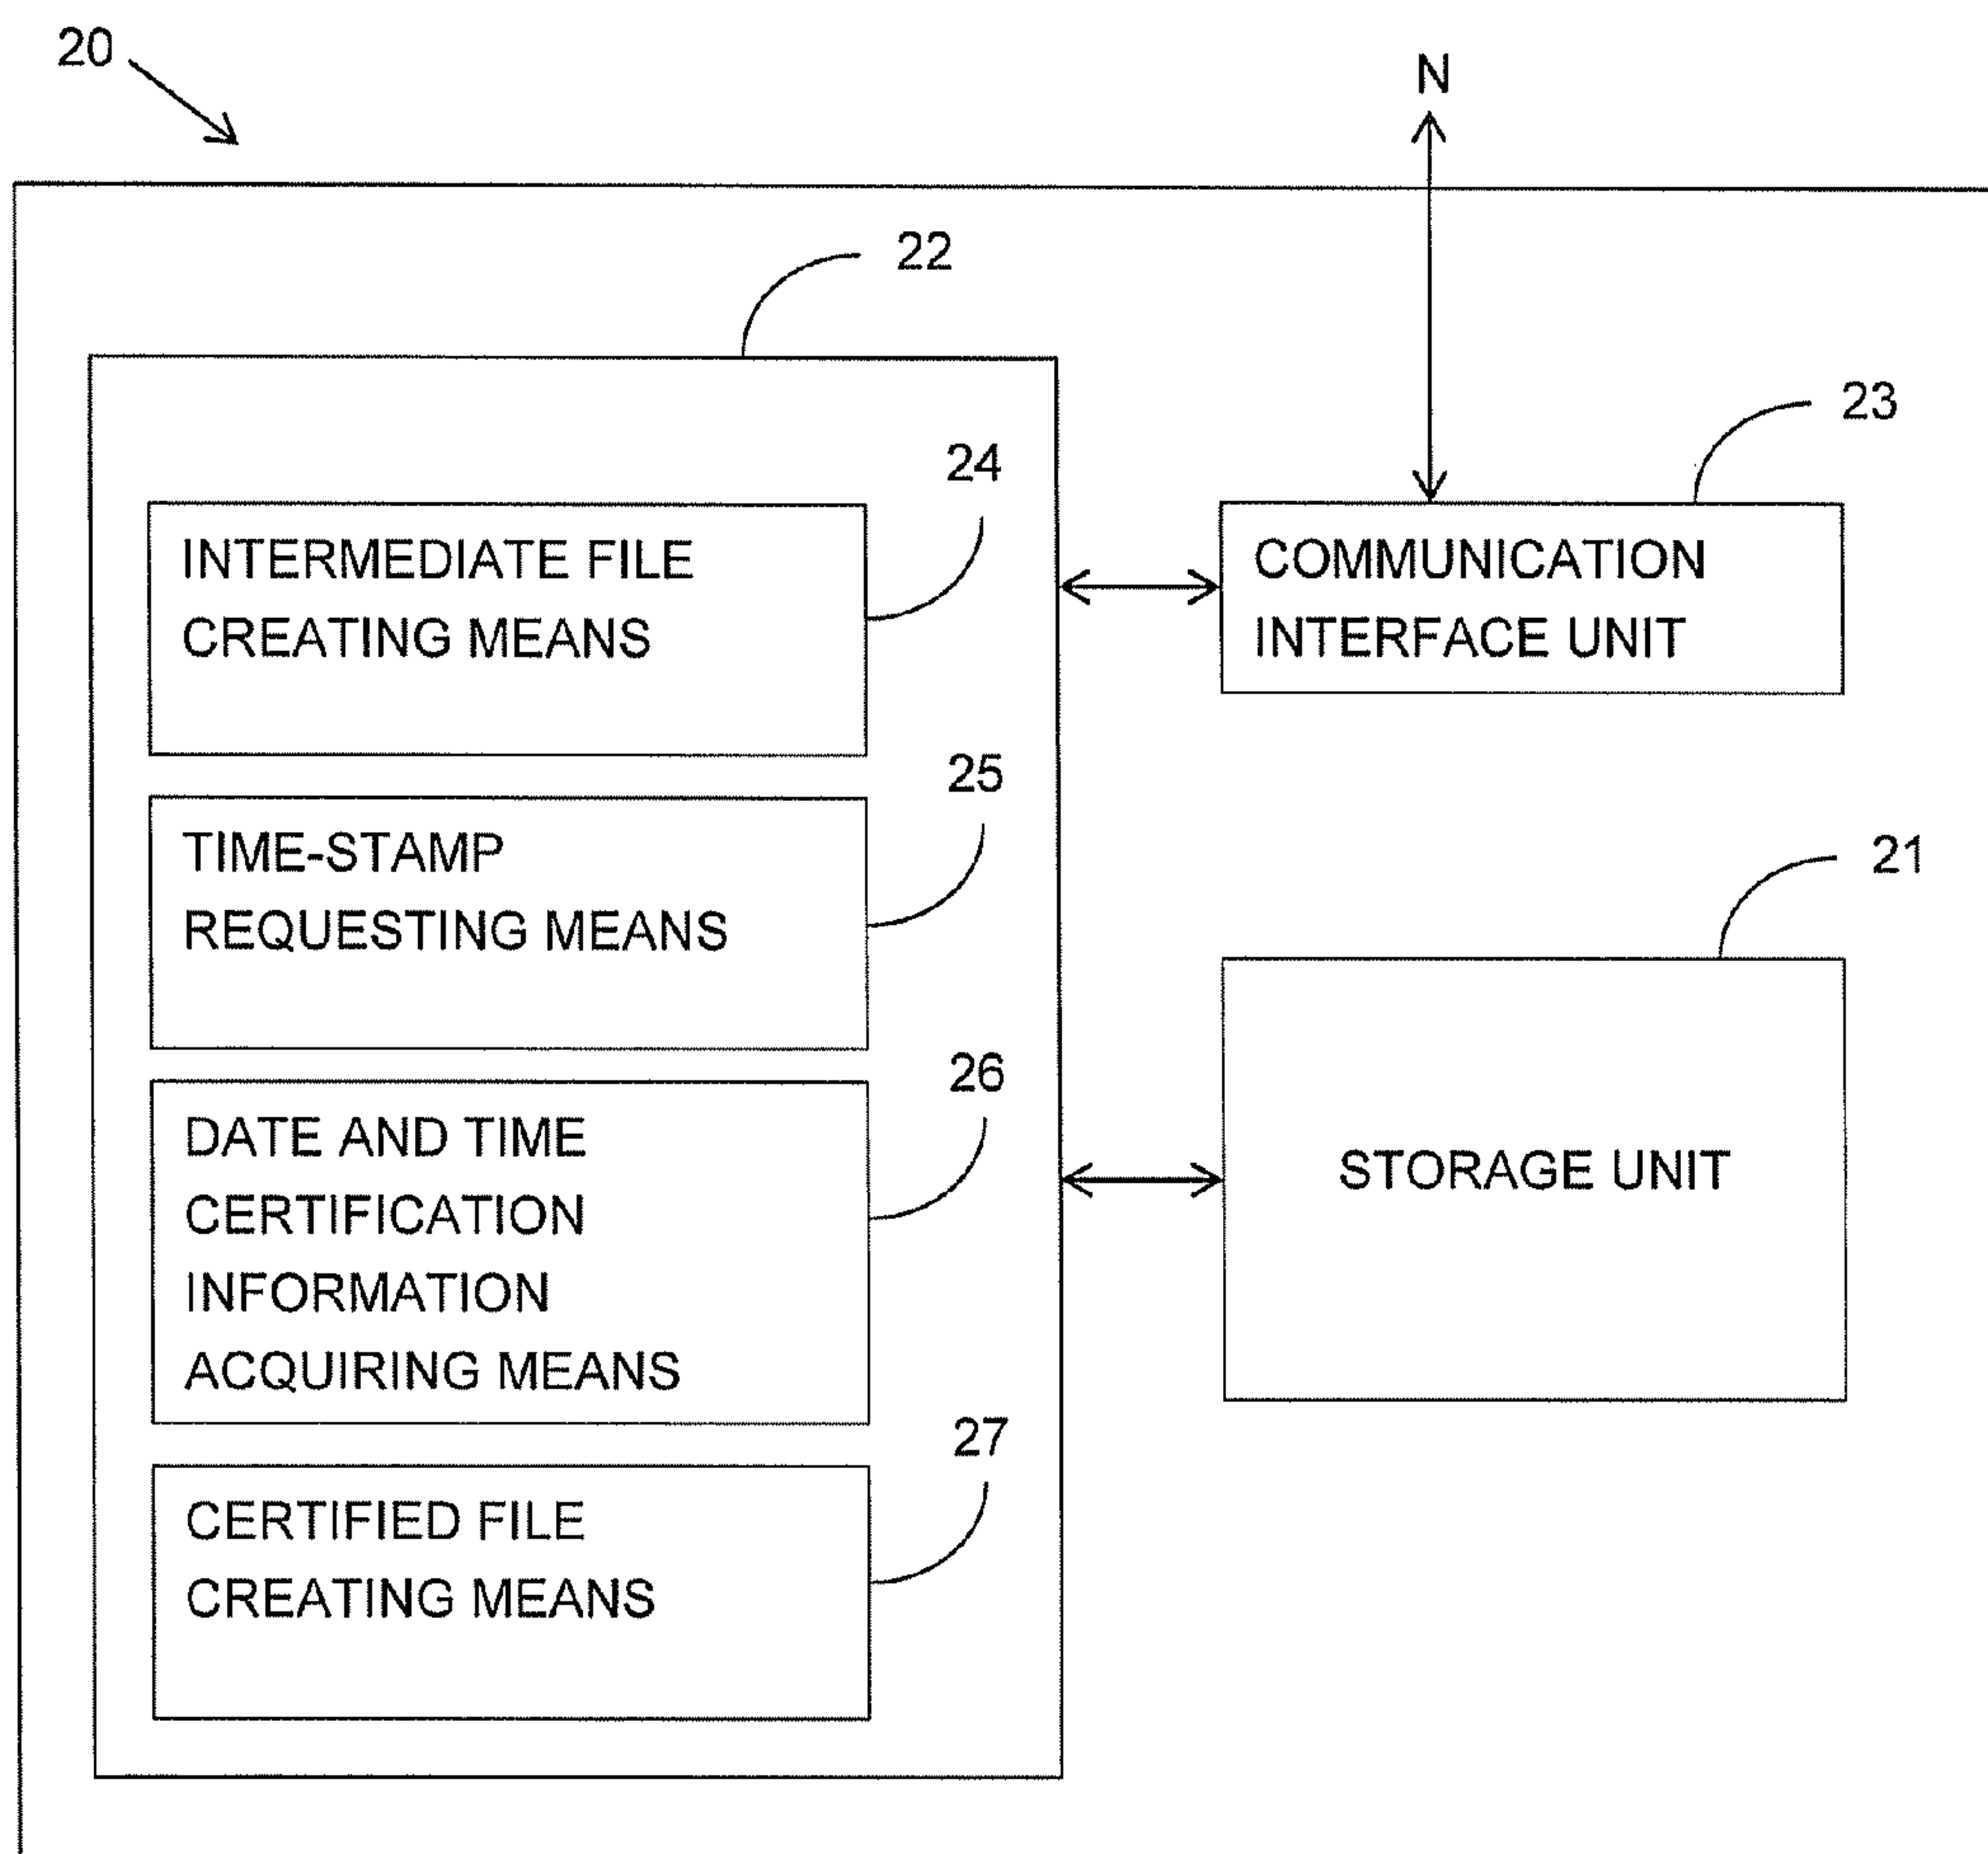 20
N
22
23
24
INTERMEDIATE FILE
CREATING MEANS
COMMUNICATION
INTERFACE UNIT
25
TIME-STAMP
REQUESTING MEANS
21
26
DATE AND TIME
CERTIFICATION
INFORMATION
ACQUIRING MEANS
STORAGE UNIT
27
CERTIFIED FILE
CREATING MEANS